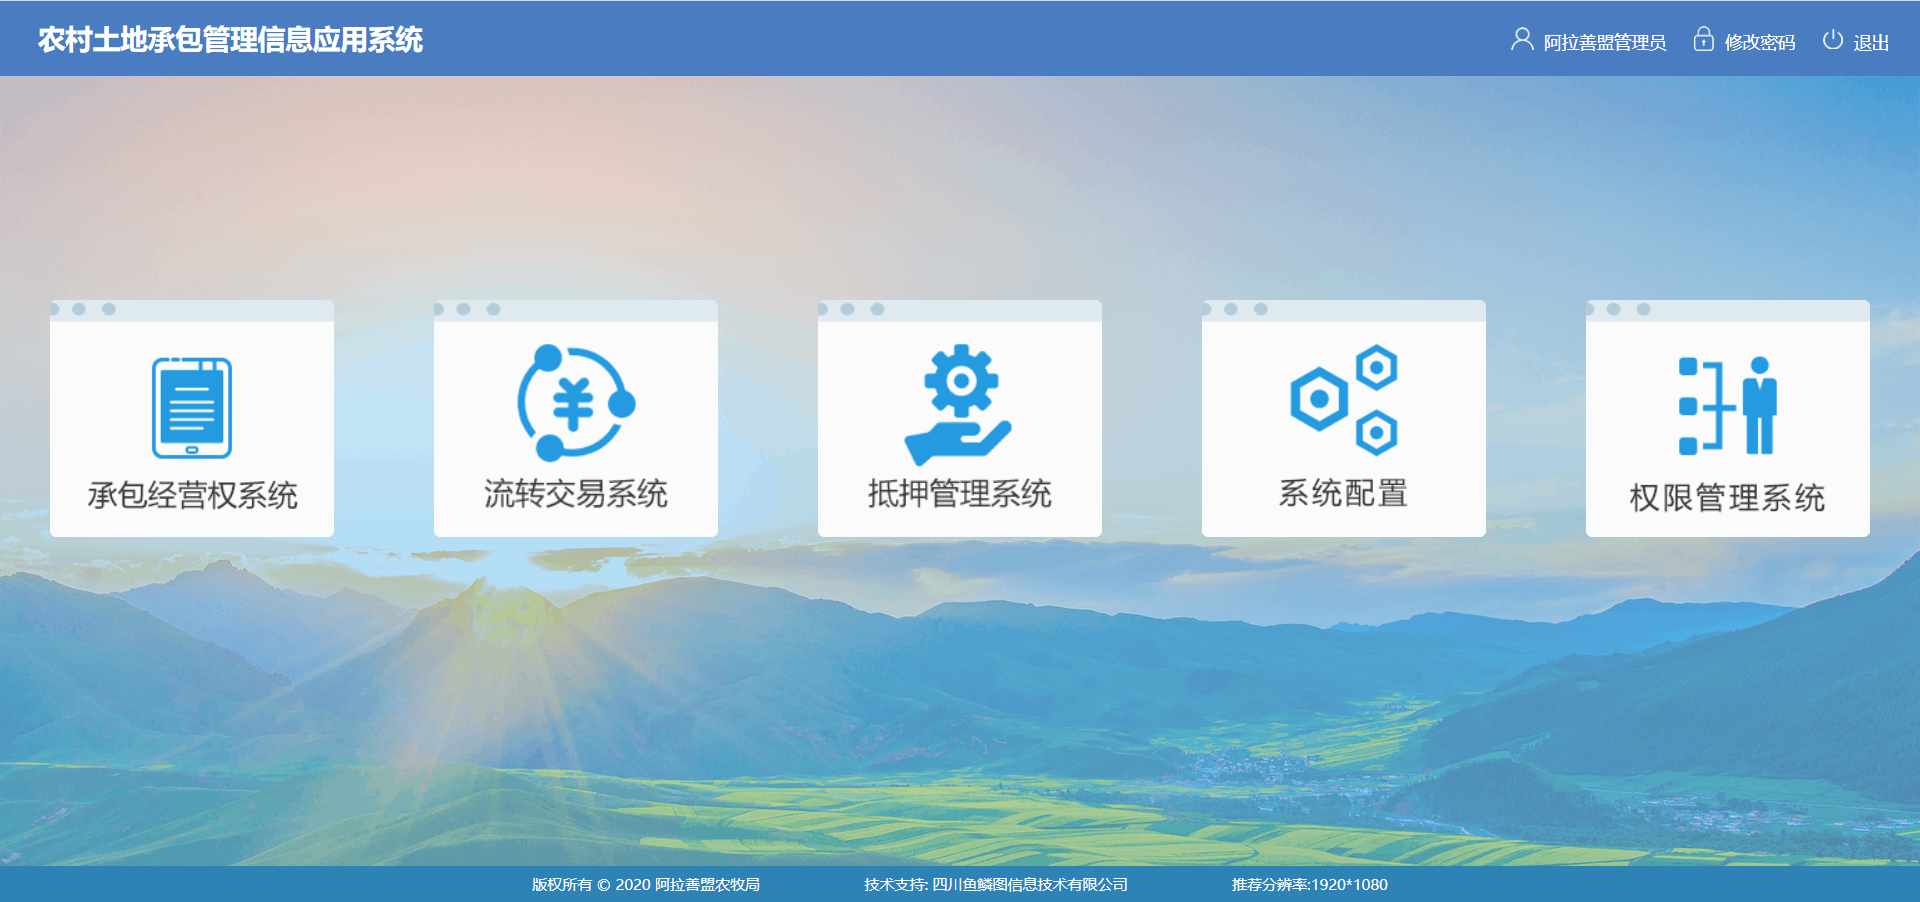 农村土地承包管理信息应用系统
阿拉善盟管理员 修改密码 退出
承包经营权系统
流转交易系统
抵押管理系统
系统配置
权限管理系统
版权所有 © 2020 阿拉善盟农牧局 技术支持: 四川鱼鳞图信息技术有限公司 推荐分辨率:1920*1080